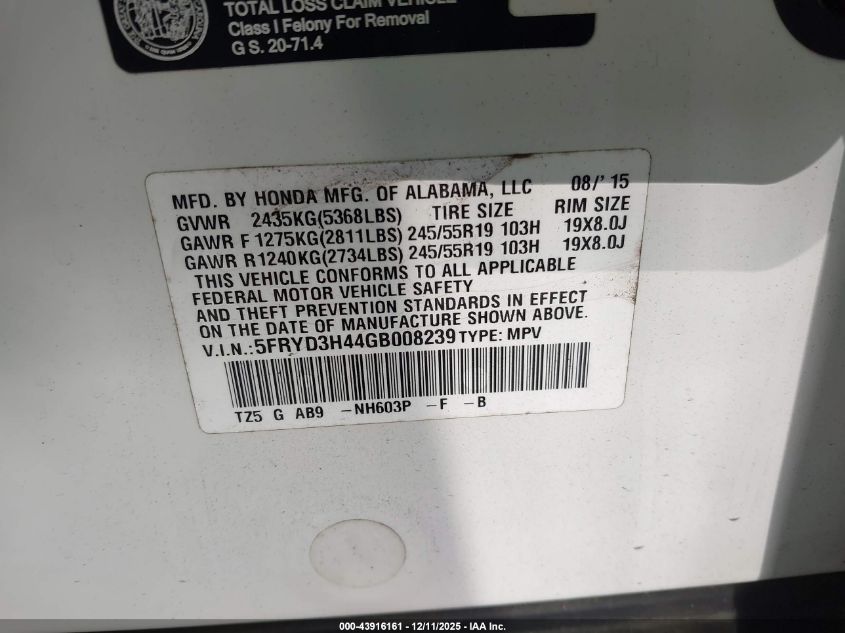 TOTAL LOSS CLAIM VEHICLE
Class I Felony For Removal
G S. 20-71.4
MFD. BY HONDA MFG. OF ALABAMA, LLC 08/' 15
GVWR 2435KG(5368LBS) TIRE SIZE RIM SIZE
GAWR F 1275KG(2811LBS) 245/55R19 103H 19X8.0J
GAWR R 1240KG(2734LBS) 245/55R19 103H 19X8.0J
THIS VEHICLE CONFORMS TO ALL APPLICABLE
FEDERAL MOTOR VEHICLE SAFETY
AND THEFT PREVENTION STANDARDS IN EFFECT
ON THE DATE OF MANUFACTURE SHOWN ABOVE.
V.I.N.:5FRYD3H44GB008239 TYPE: MPV
TZ5 G AB9 -NH603P -F -B
000-43916161 - 12/11/2025 - IAA Inc.